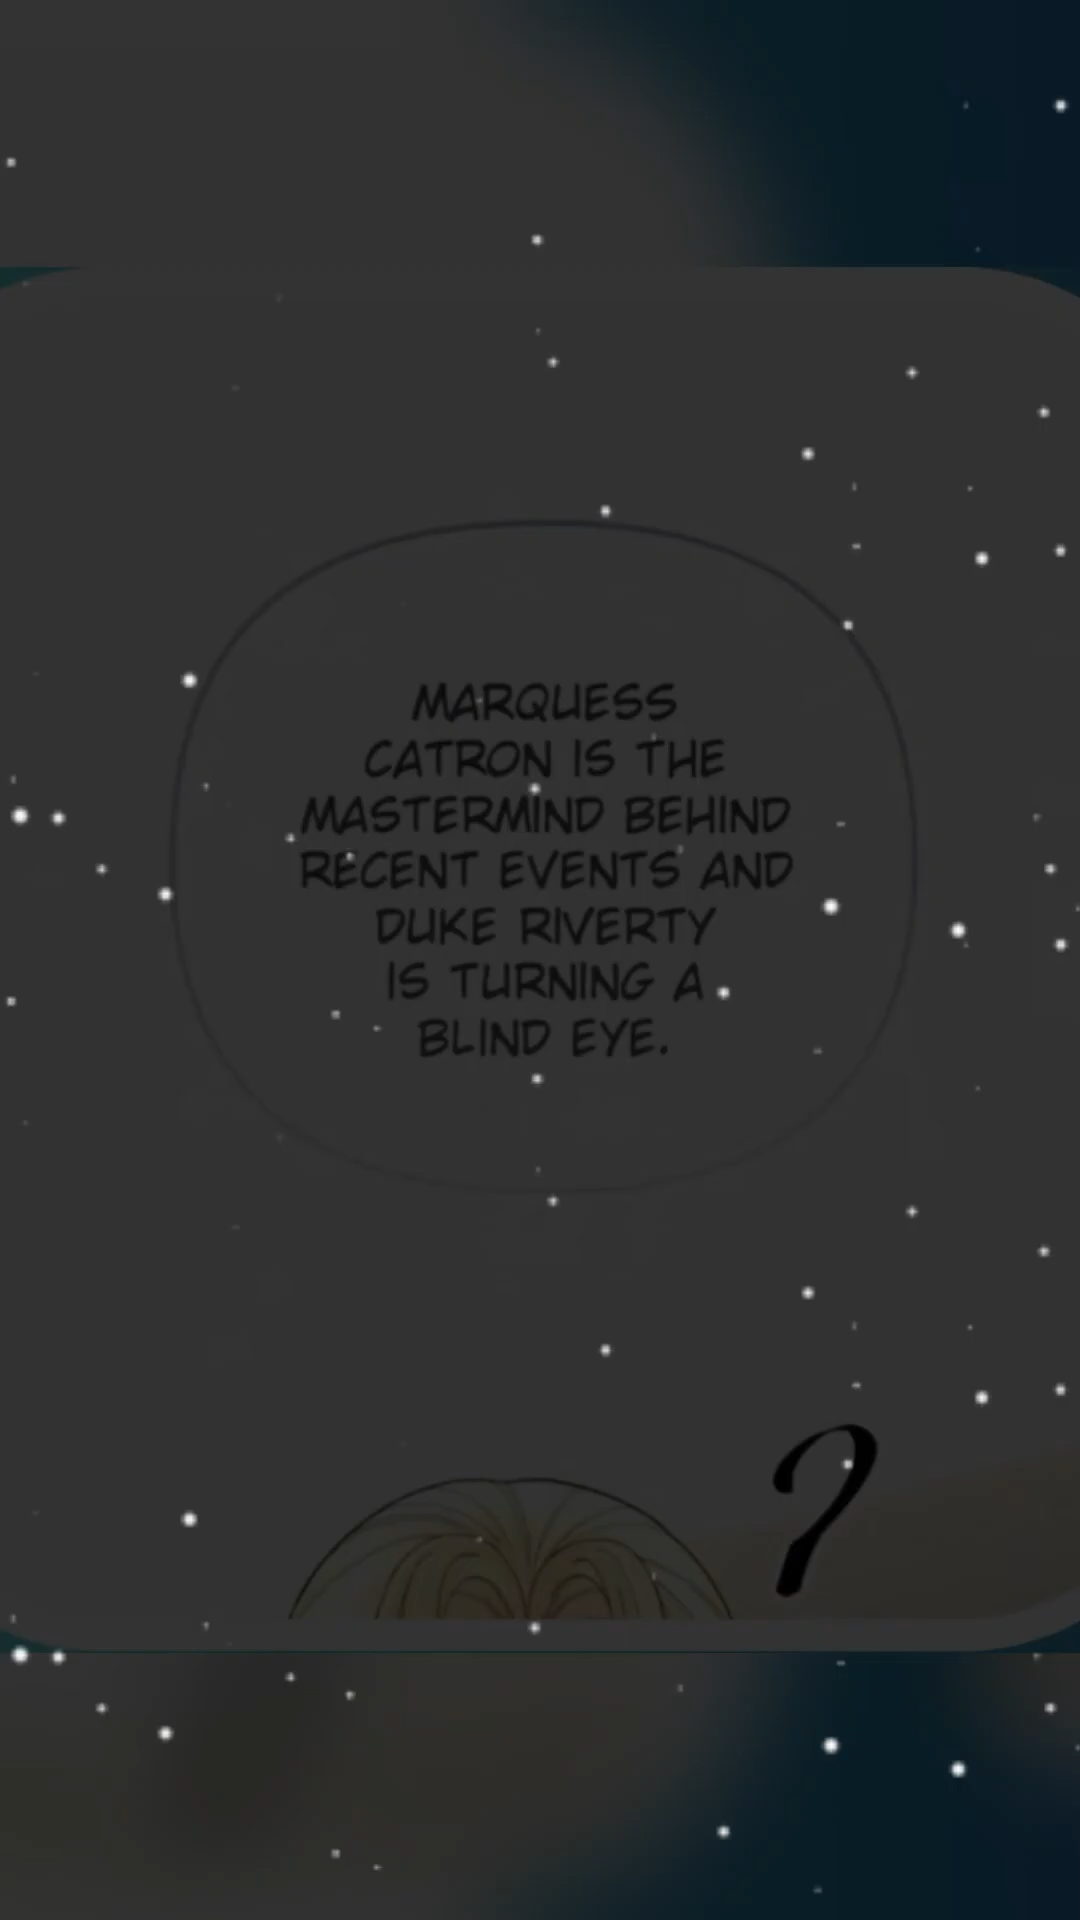 MARQUESS
CATRON IS THE
MASTERMIND BEHIND
RECENT EVENTS AND
DUKE RIVERTY
IS TURNING A
BLIND EYE.
?